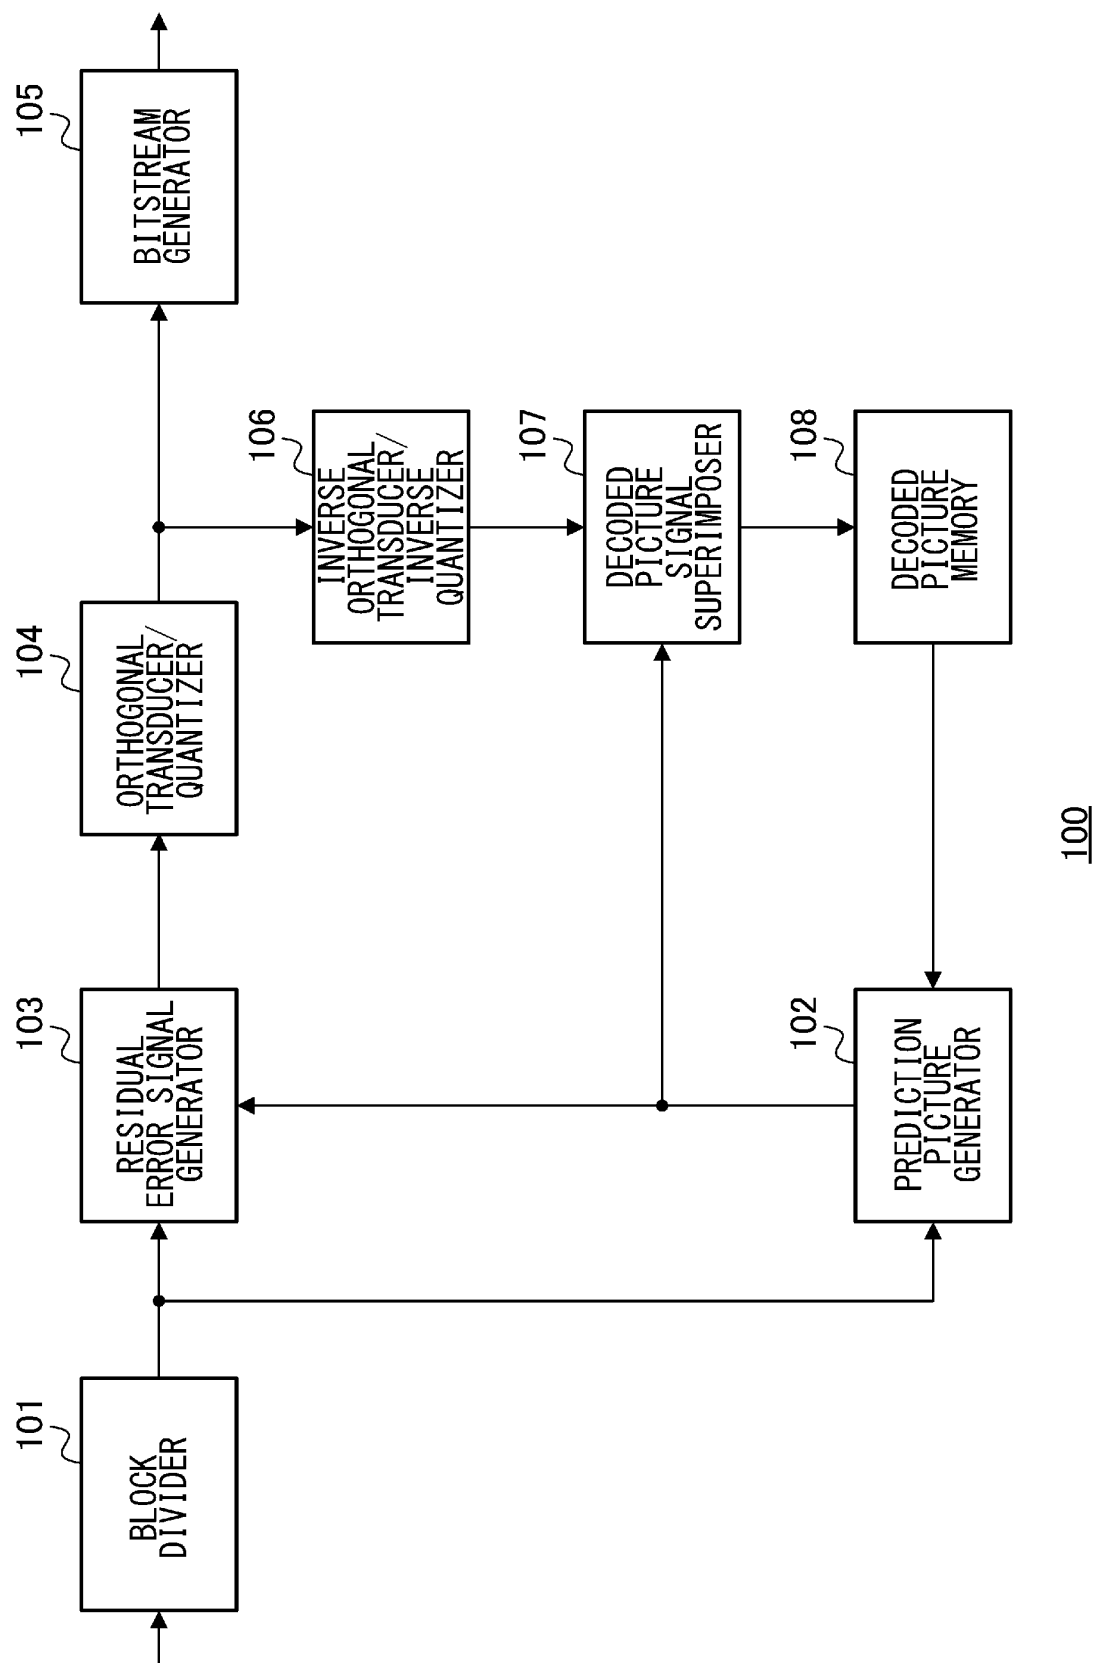 101
BLOCK
DIVIDER
103
RESIDUAL
ERROR SIGNAL
GENERATOR
104
ORTHOGONAL
TRANSDUCER/
QUANTIZER
105
BITSTREAM
GENERATOR
106
INVERSE
ORTHOGONAL
TRANSDUCER/
INVERSE
QUANTIZER
107
DECODED
PICTURE
SIGNAL
SUPERIMPOSER
102
PREDICTION
PICTURE
GENERATOR
108
DECODED
PICTURE
MEMORY
100